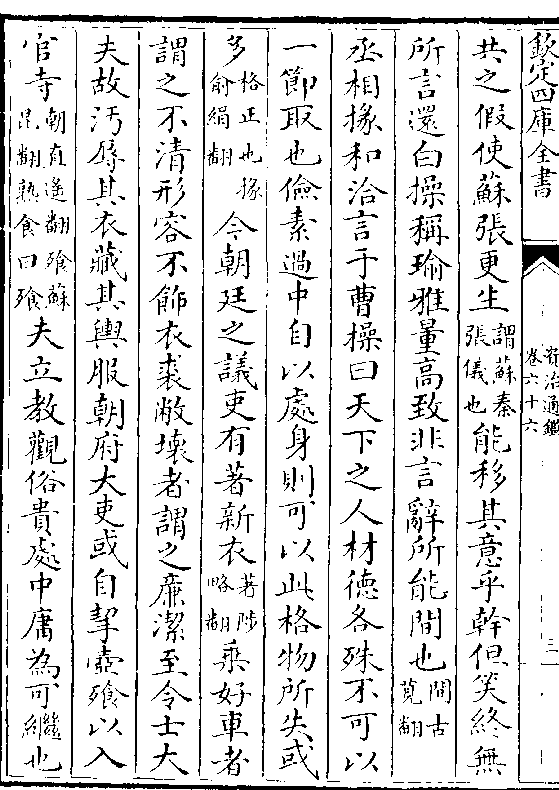 欽定四庫全書
資治通鑑
卷六十六
三
共之假使蘇張更生謂蘇秦張儀也能移其意乎幹但笑終無
所言還白操稱瑜雅量高致非言辭所能間也間古莧翻
丞相掾和洽言于曹操曰天下之人材德各殊不可以
一節取也儉素過中自以處身則可以此格物所失或
多格正也掾俞絹翻今朝廷之議吏有著新衣著陟略翻乘好車者
謂之不清形容不飾衣裘敝壞者謂之亷潔至令士大
夫故汚辱其衣藏其輿服朝府大吏或自挈壺飱以入
官寺朝直遥翻飱蘇昆翻熟食曰飱夫立教觀俗貴處中庸為可繼也